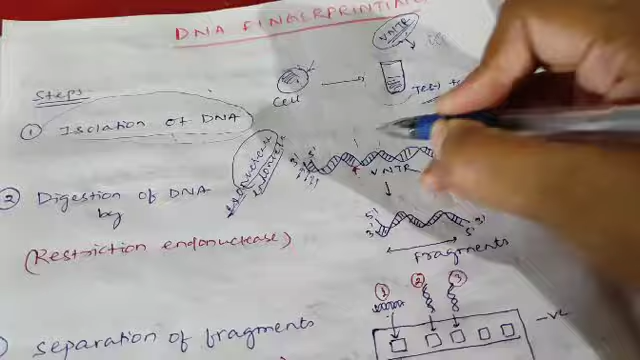 DNA FINGERPRINTING
VNTR
Steps
Cell
① Isolation of DNA
3' 5'
VNTR
② Digestion of DNA
by
5' 3'
3' 5'
(Restriction endonuclease)
Fragments
① ② ③
Separation of fragments
-ve